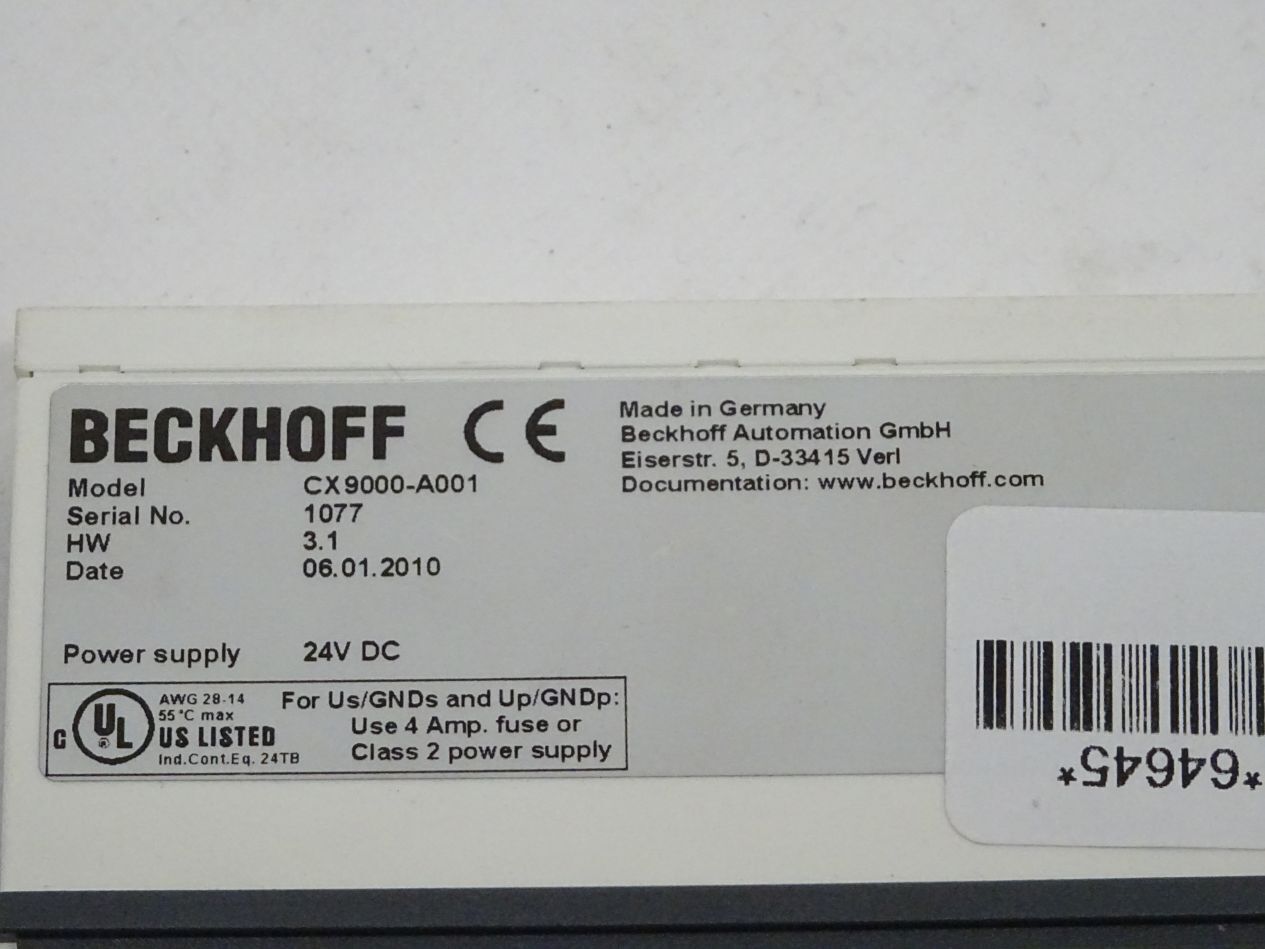 BECKHOFF CE
Made in Germany
Beckhoff Automation GmbH
Eiserstr. 5, D-33415 Verl
Documentation: www.beckhoff.com
Model CX9000-A001
Serial No. 1077
HW 3.1
Date 06.01.2010
Power supply 24V DC
C UL ® US LISTED
AWG 28-14
55°C max
Ind.Cont.Eq. 24TB
For Us/GNDs and Up/GNDp:
Use 4 Amp. fuse or
Class 2 power supply
*64645*